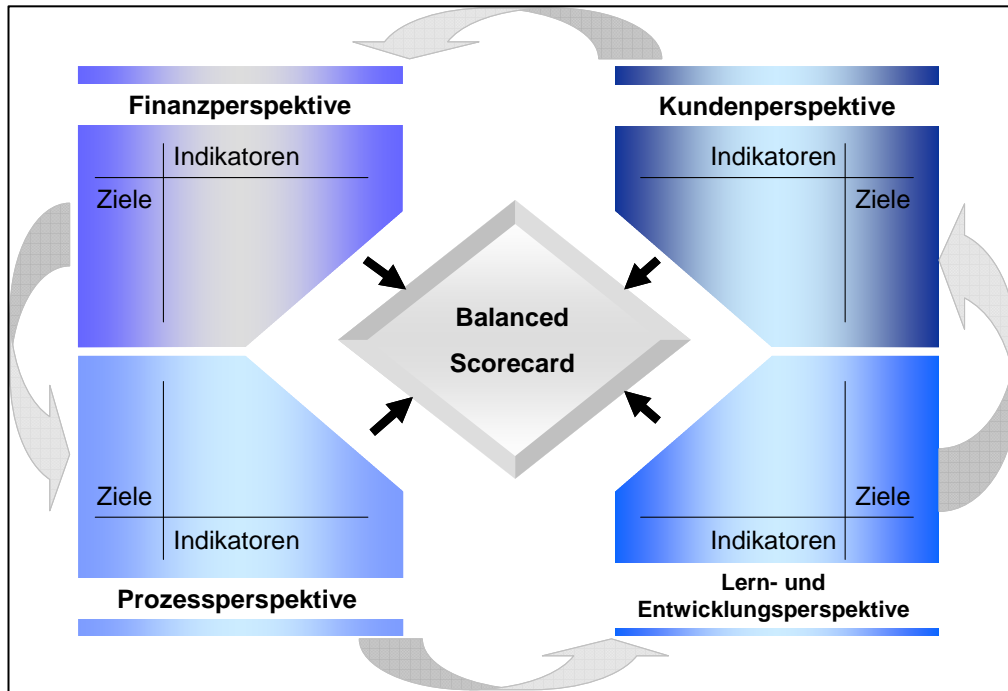 Finanzperspektive
Indikatoren
Ziele
Kundenperspektive
Indikatoren
Ziele
Balanced
Scorecard
Ziele
Indikatoren
Prozessperspektive
Ziele
Indikatoren
Lern- und
Entwicklungsperspektive